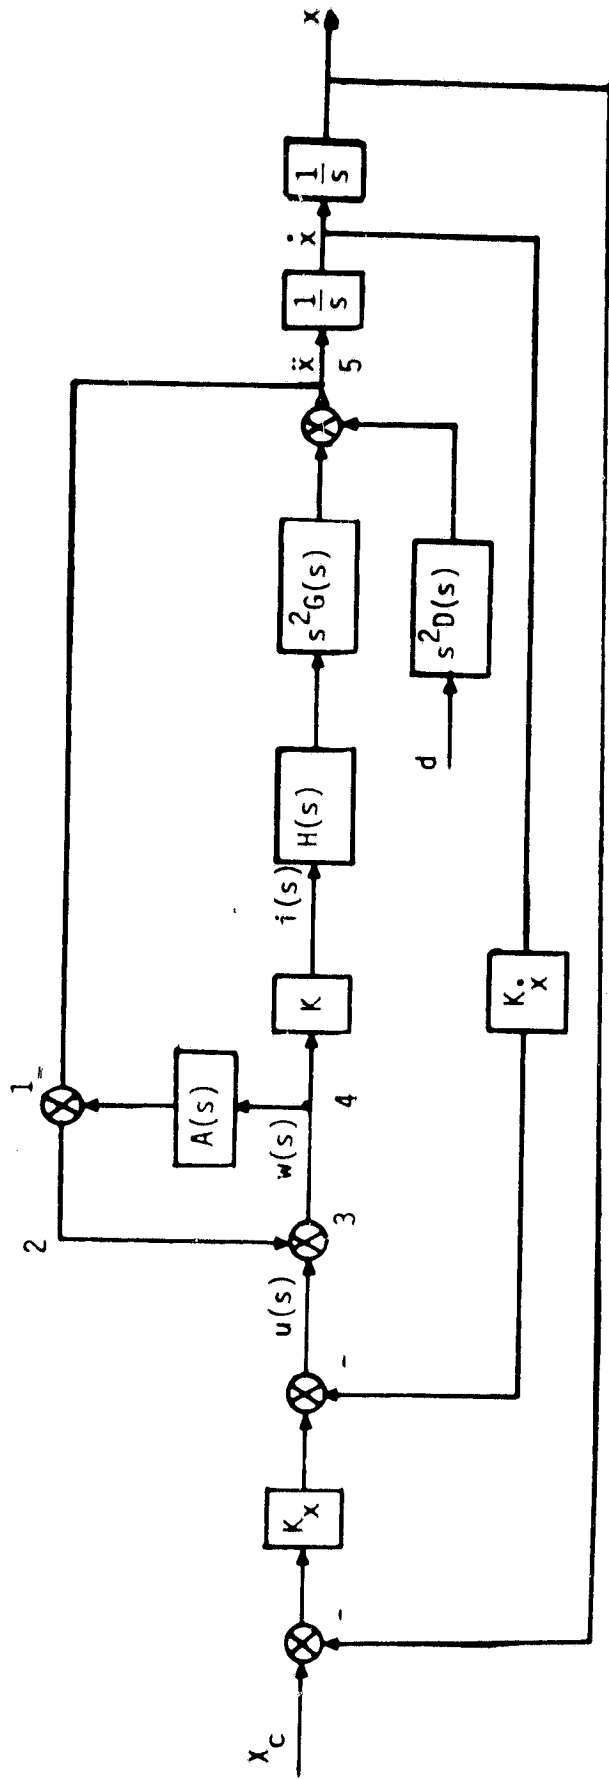 X_c
-
K_x
-
u(s)
3
2
1
-
A(s)
w(s)
4
K
i(s)
H(s)
s²G(s)
d
s²D(s)
ẍ
5
1/s
ẋ
1/s
x
K_ẋ